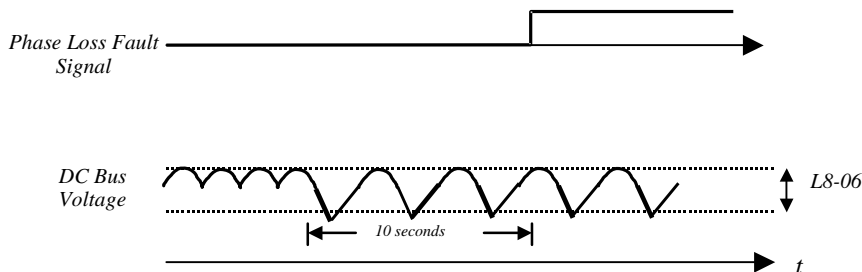 Phase Loss Fault
Signal
DC Bus
Voltage
L8-06
10 seconds
t